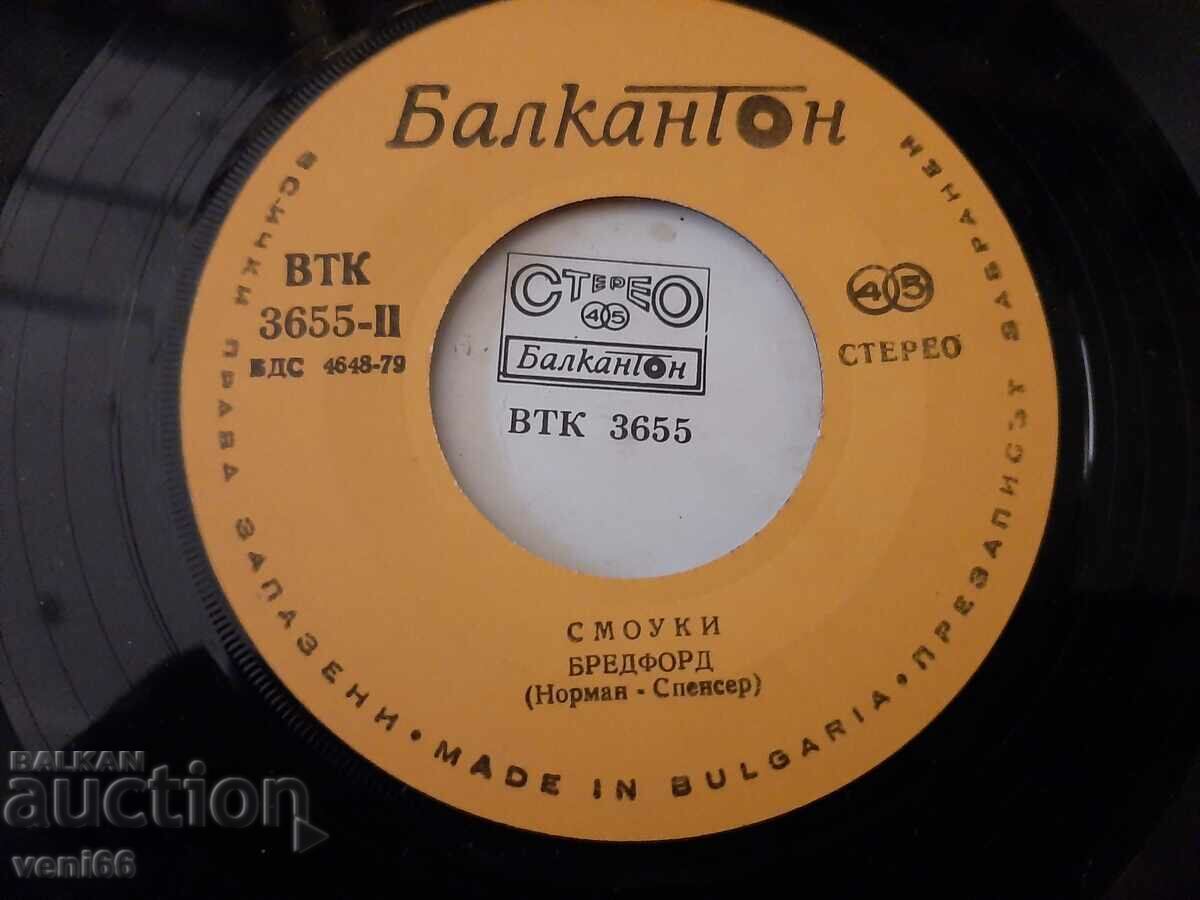 Балкантон
ВСИЧКИ ПРАВА ЗАПАЗЕНИ • MADE IN BULGARIA • ПРЕЗАПИСЪТ ЗАБРАНЕН
ВТК
3655-II
БДС 4648-79
45
СТЕРЕО
СТЕРЕО
45
Балкантон
ВТК 3655
СМОУКИ
БРЕДФОРД
(Норман - Спенсер)
BALKAN
auction
veni66